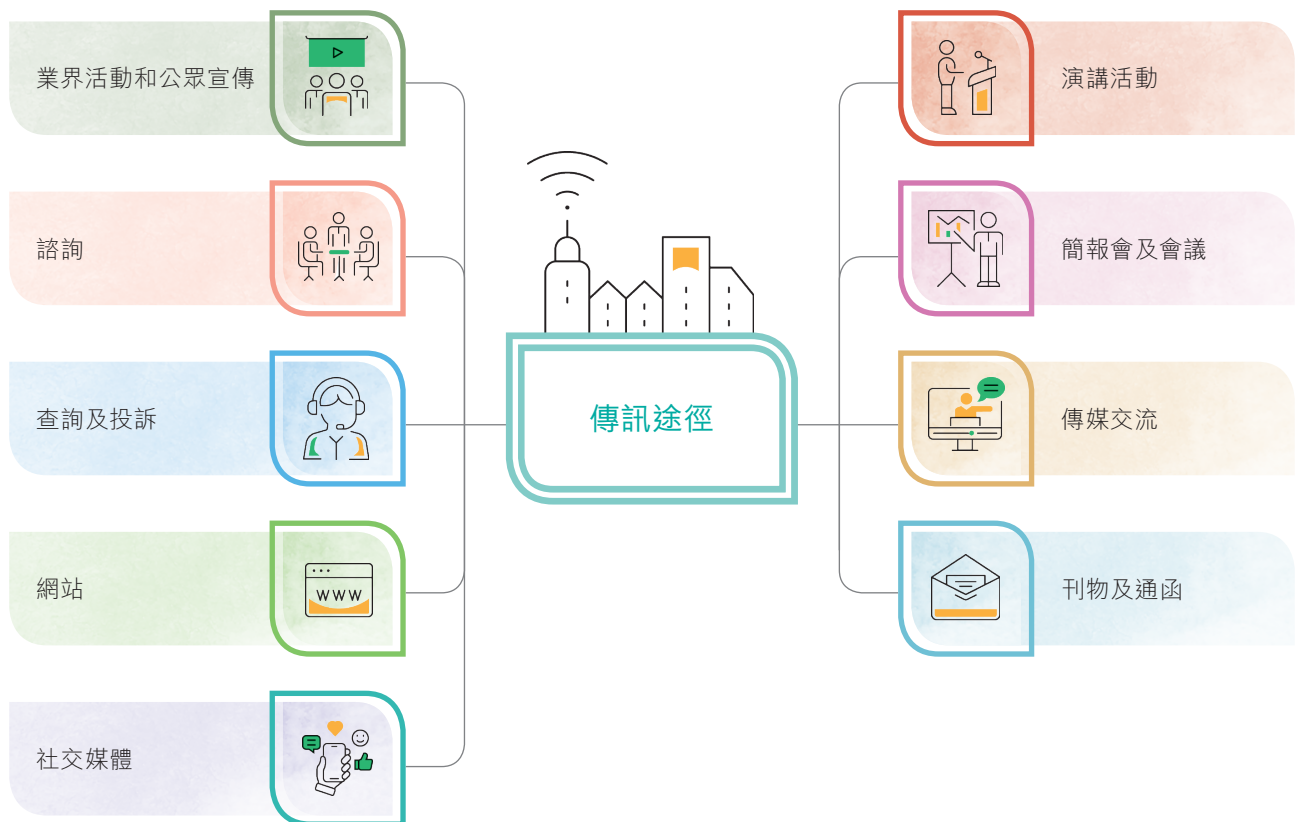 業界活動和公眾宣傳
諮詢
查詢及投訴
網站
社交媒體
傳訊途徑
演講活動
簡報會及會議
傳媒交流
刊物及通函
WWW